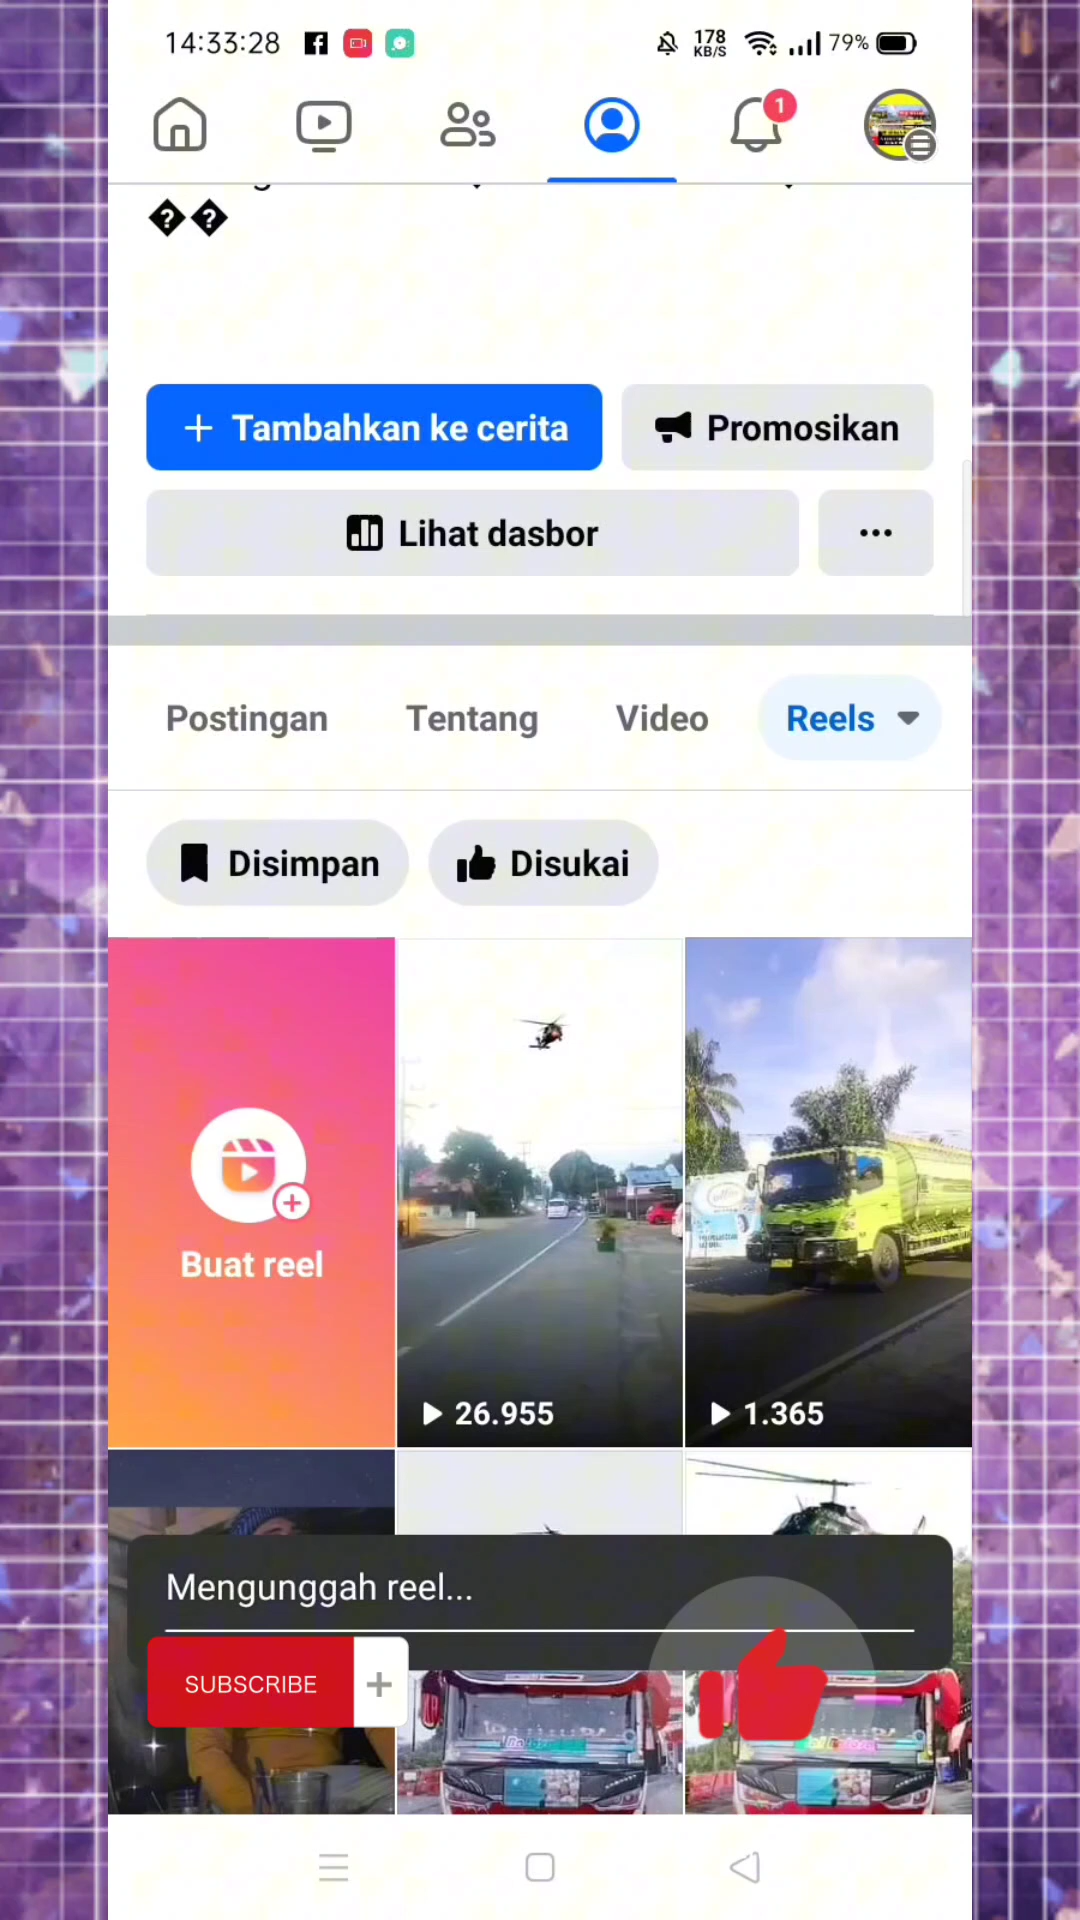 14:33:28
178
KB/S
79%
1
Tambahkan ke cerita
Promosikan
Lihat dasbor
Postingan
Tentang
Video
Reels
Disimpan
Disukai
Buat reel
26.955
1.365
Mengunggah reel...
SUBSCRIBE